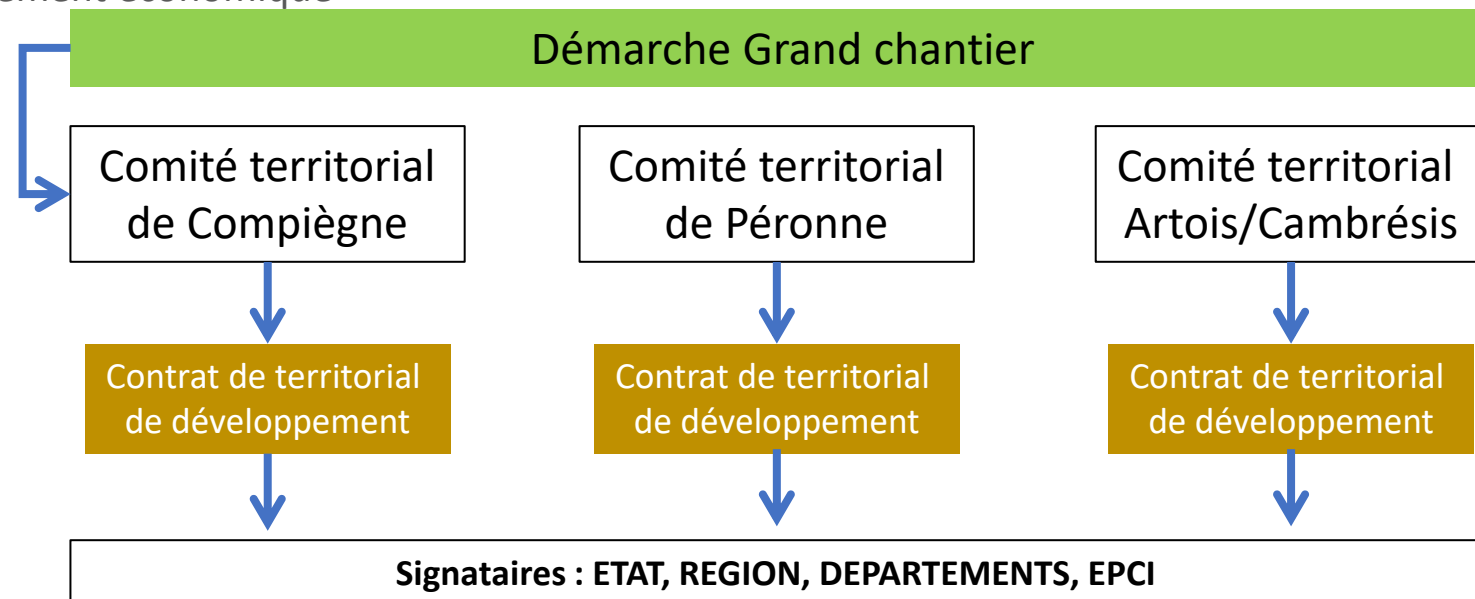 Démarche Grand chantier
Comité territorial
de Compiègne
Comité territorial
de Péronne
Comité territorial
Artois/Cambrésis
Contrat de territorial
de développement
Contrat de territorial
de développement
Contrat de territorial
de développement
Signataires : ETAT, REGION, DEPARTEMENTS, EPCI